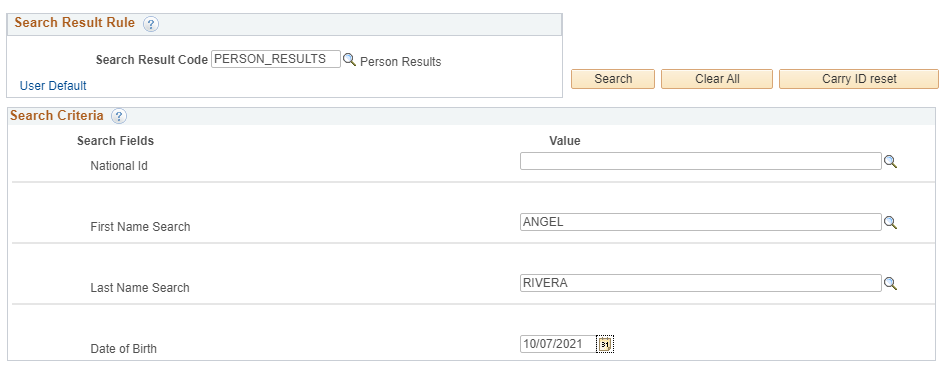 Search Result Rule ?
Search Result Code PERSON_RESULTS Person Results
User Default
Search Clear All Carry ID reset
Search Criteria ?
Search Fields Value
National Id
First Name Search ANGEL
Last Name Search RIVERA
Date of Birth 10/07/2021 31